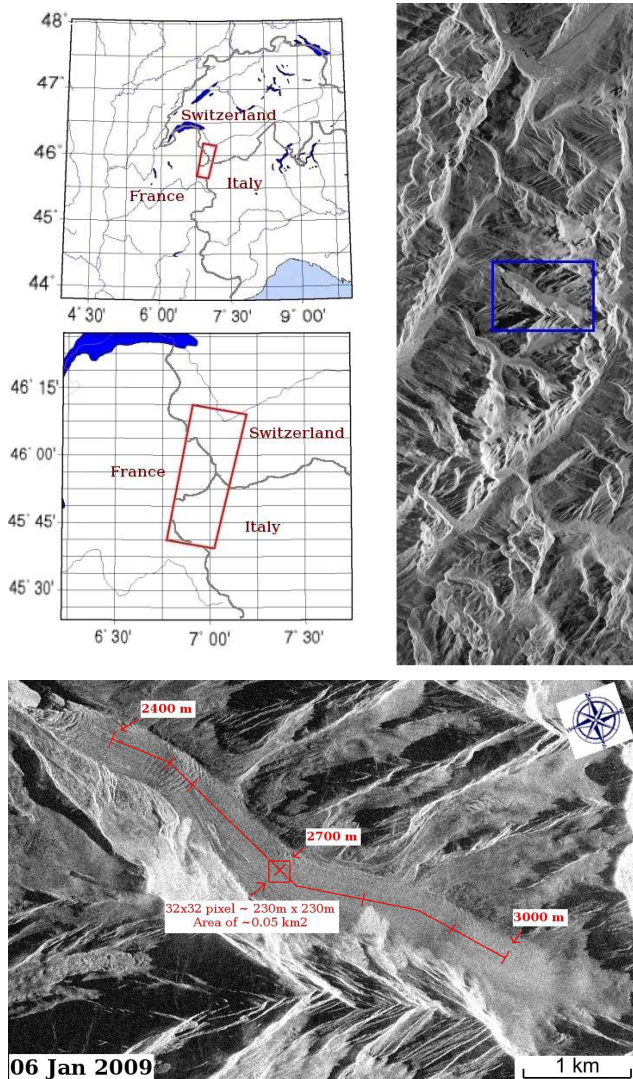 48°
47°
46°
45°
44°
4°30'
6°00'
7°30'
9°00'
Switzerland
Italy
France
46°15'
46°00'
45°45'
45°30'
6°30'
7°00'
7°30'
Switzerland
France
Italy
2400 m
2700 m
32x32 pixel ~ 230m x 230m
Area of ~0.05 km2
3000 m
06 Jan 2009
1 km